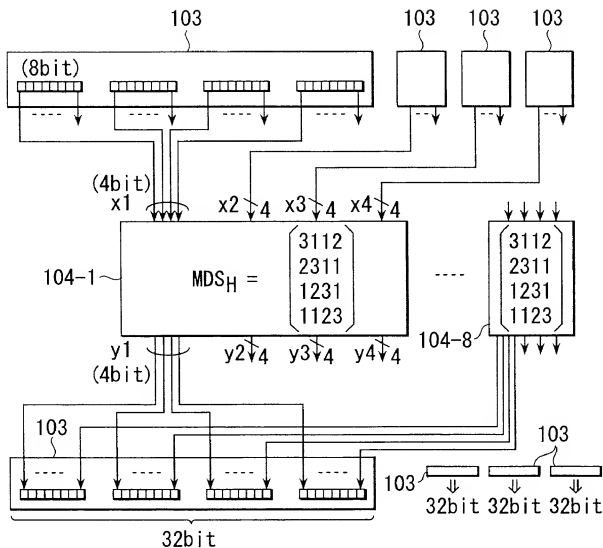 103 103 103 103
(8bit)
(4bit)
x1 x2 4 x3 4 x4 4
104-1
MDSH =
3112
2311
1231
1123
3112
2311
1231
1123
104-8
y1 y2 4 y3 4 y4 4
(4bit)
103
103
103
32bit 32bit 32bit
32bit